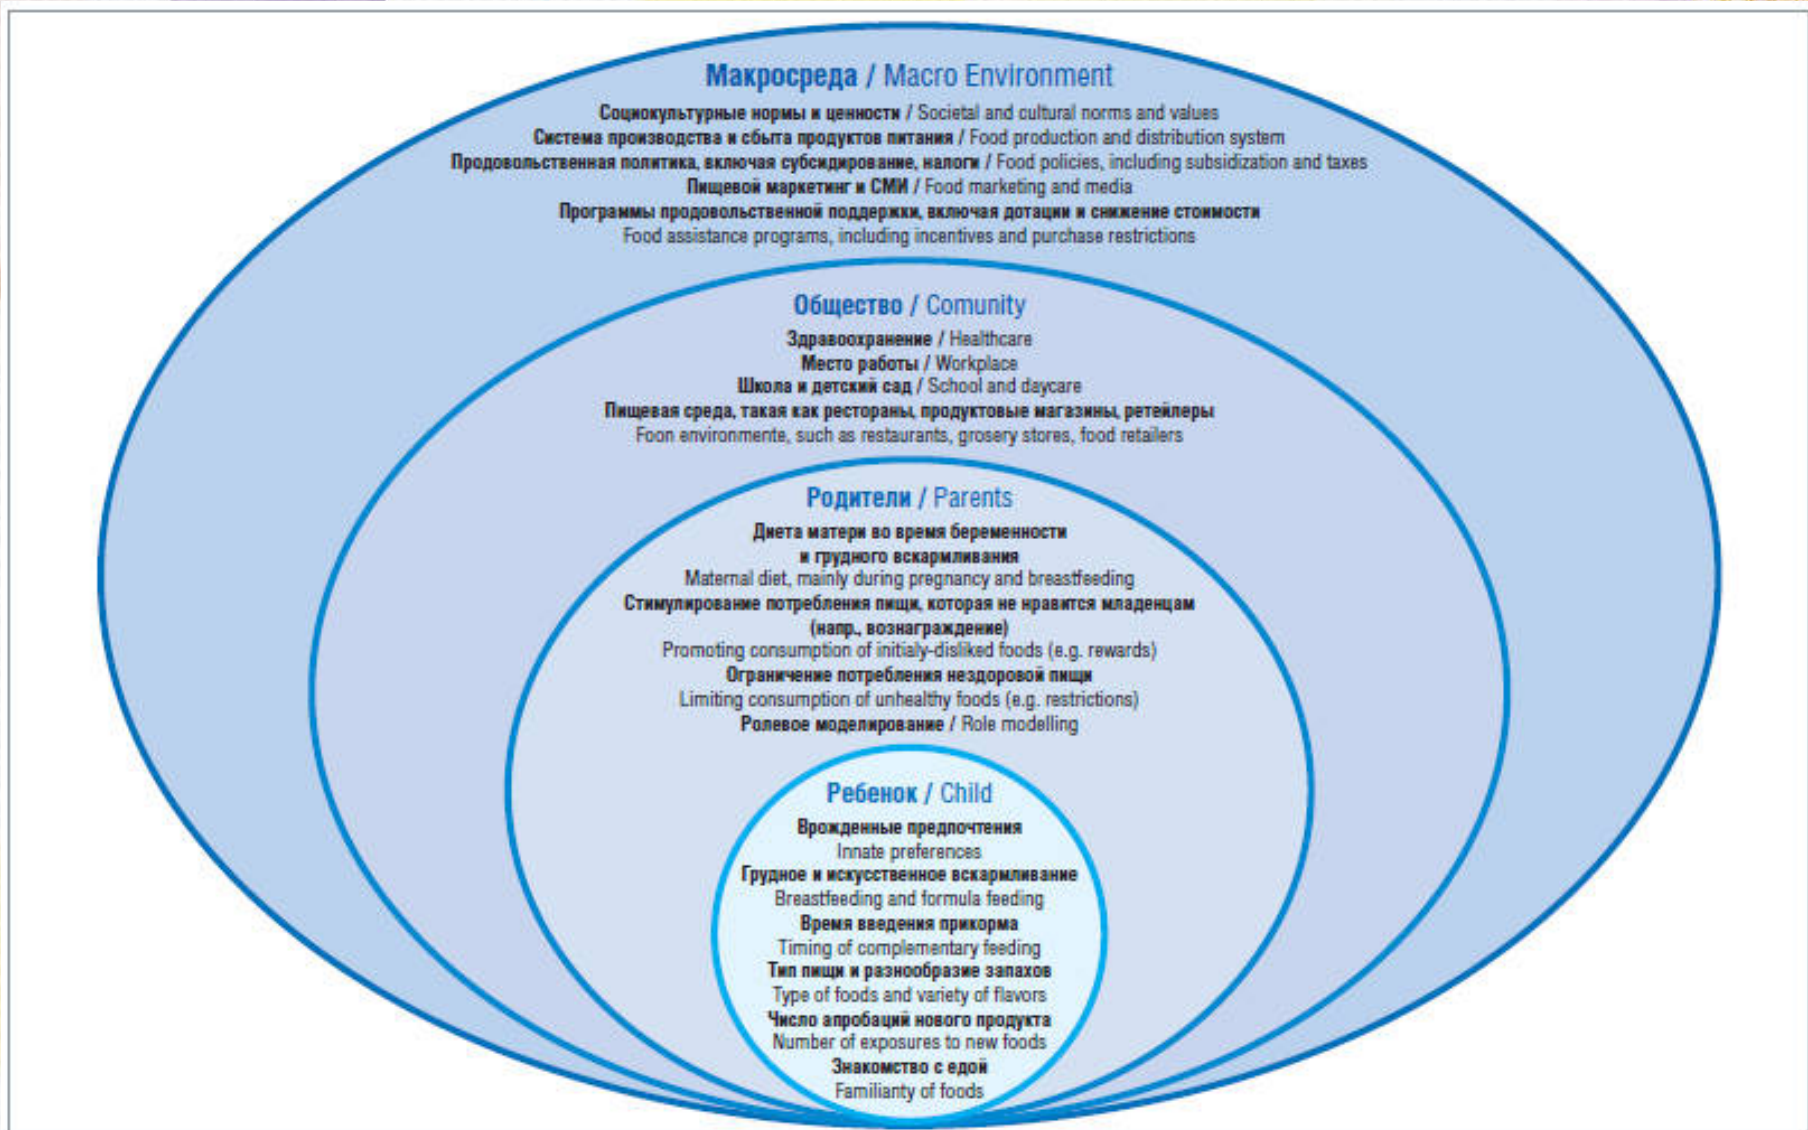 Макросреда / Macro Environment
Социокультурные нормы и ценности / Societal and cultural norms and values
Система производства и сбыта продуктов питания / Food production and distribution system
Продовольственная политика, включая субсидирование, налоги / Food policies, including subsidization and taxes
Пищевой маркетинг и СМИ / Food marketing and media
Программы продовольственной поддержки, включая дотации и снижение стоимости
Food assistance programs, including incentives and purchase restrictions
Общество / Comunity
Здравоохранение / Healthcare
Место работы / Workplace
Школа и детский сад / School and daycare
Пищевая среда, такая как рестораны, продуктовые магазины, ретейлеры
Foon environmente, such as restaurants, grosery stores, food retailers
Родители / Parents
Диета матери во время беременности
и грудного вскармливания
Maternal diet, mainly during pregnancy and breastfeeding
Стимулирование потребления пищи, которая не нравится младенцам
(напр., вознаграждение)
Promoting consumption of initialy-disliked foods (e.g. rewards)
Ограничение потребления нездоровой пищи
Limiting consumption of unhealthy foods (e.g. restrictions)
Ролевое моделирование / Role modelling
Ребенок / Child
Врожденные предпочтения
Innate preferences
Грудное и искусственное вскармливание
Breastfeeding and formula feeding
Время введения прикорма
Timing of complementary feeding
Тип пищи и разнообразие запахов
Type of foods and variety of flavors
Число апробаций нового продукта
Number of exposures to new foods
Знакомство с едой
Familianty of foods